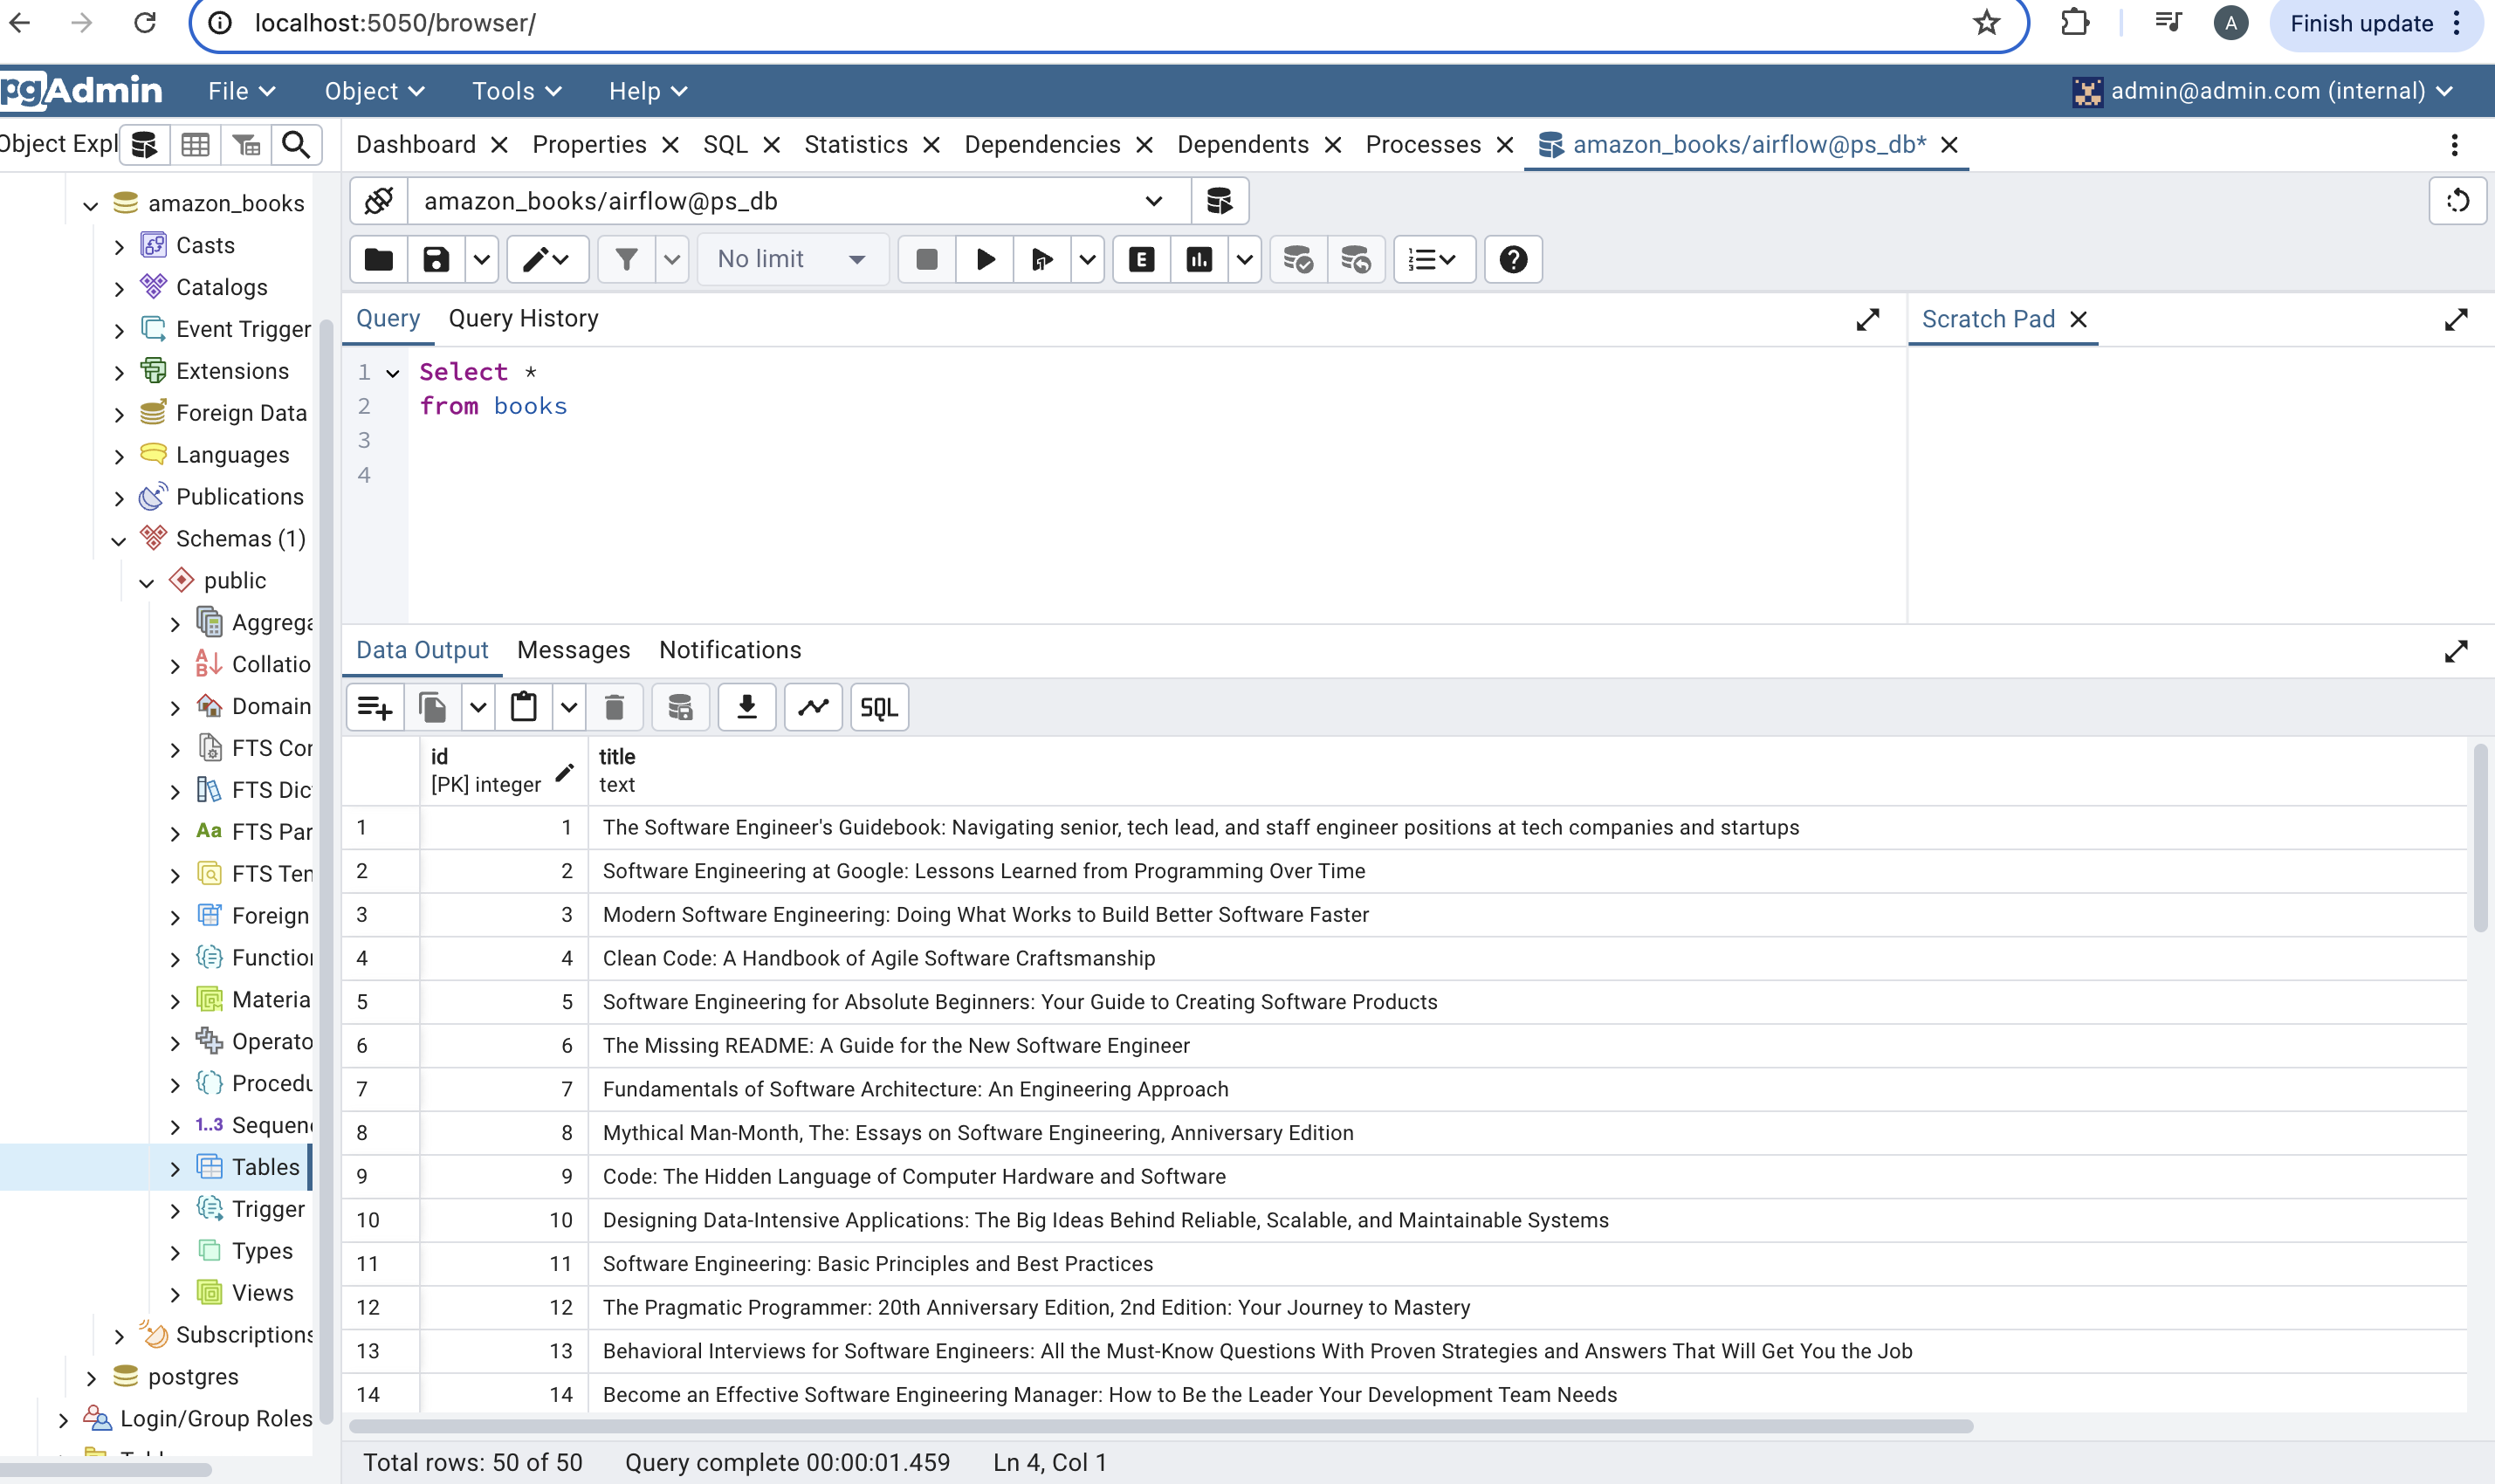 localhost:5050/browser/
A
Finish update
pgAdmin
File
Object
Tools
Help
admin@admin.com (internal)
Object Expl
Dashboard
Properties
SQL
Statistics
Dependencies
Dependents
Processes
amazon_books/airflow@ps_db*
amazon_books
Casts
Catalogs
Event Trigger
Extensions
Foreign Data
Languages
Publications
Schemas (1)
public
Aggrega
Collatio
Domain
FTS Cor
FTS Dic
Aa FTS Par
FTS Ten
Foreign
Function
Materia
Operato
Procedu
1..3 Sequen
Tables
Trigger
Types
Views
Subscriptions
postgres
Login/Group Roles
amazon_books/airflow@ps_db
No limit
E
Query
Query History
Scratch Pad
1 Select *
2 from books
3
4
Data Output
Messages
Notifications
SQL
id
[PK] integer
title
text
1 1 The Software Engineer's Guidebook: Navigating senior, tech lead, and staff engineer positions at tech companies and startups
2 2 Software Engineering at Google: Lessons Learned from Programming Over Time
3 3 Modern Software Engineering: Doing What Works to Build Better Software Faster
4 4 Clean Code: A Handbook of Agile Software Craftsmanship
5 5 Software Engineering for Absolute Beginners: Your Guide to Creating Software Products
6 6 The Missing README: A Guide for the New Software Engineer
7 7 Fundamentals of Software Architecture: An Engineering Approach
8 8 Mythical Man-Month, The: Essays on Software Engineering, Anniversary Edition
9 9 Code: The Hidden Language of Computer Hardware and Software
10 10 Designing Data-Intensive Applications: The Big Ideas Behind Reliable, Scalable, and Maintainable Systems
11 11 Software Engineering: Basic Principles and Best Practices
12 12 The Pragmatic Programmer: 20th Anniversary Edition, 2nd Edition: Your Journey to Mastery
13 13 Behavioral Interviews for Software Engineers: All the Must-Know Questions With Proven Strategies and Answers That Will Get You the Job
14 14 Become an Effective Software Engineering Manager: How to Be the Leader Your Development Team Needs
Total rows: 50 of 50
Query complete 00:00:01.459
Ln 4, Col 1